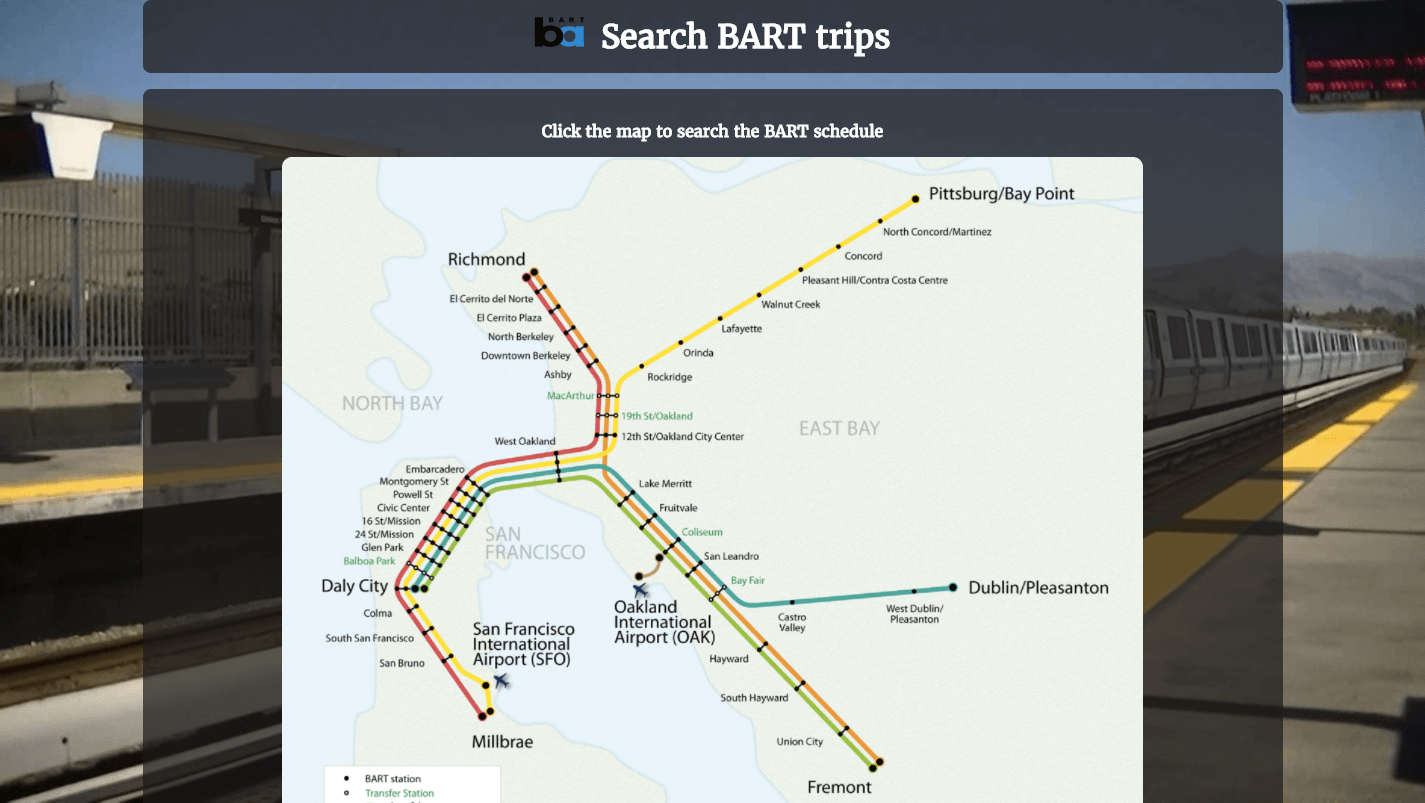 BART
ba
Search BART trips
PLATFORM 1
Click the map to search the BART schedule
Pittsburg/Bay Point
North Concord/Martinez
Concord
Pleasant Hill/Contra Costa Centre
Walnut Creek
Lafayette
Orinda
Rockridge
Richmond
El Cerrito del Norte
El Cerrito Plaza
North Berkeley
Downtown Berkeley
Ashby
MacArthur
19th St/Oakland
12th St/Oakland City Center
NORTH BAY
EAST BAY
West Oakland
Embarcadero
Montgomery St
Powell St
Civic Center
16 St/Mission
24 St/Mission
Glen Park
Balboa Park
Daly City
SAN
FRANCISCO
Lake Merritt
Fruitvale
Coliseum
San Leandro
Bay Fair
Oakland
International
Airport (OAK)
Castro
Valley
West Dublin/
Pleasanton
Dublin/Pleasanton
Colma
South San Francisco
San Bruno
San Francisco
International
Airport (SFO)
Millbrae
Hayward
South Hayward
Union City
Fremont
BART station
Transfer Station